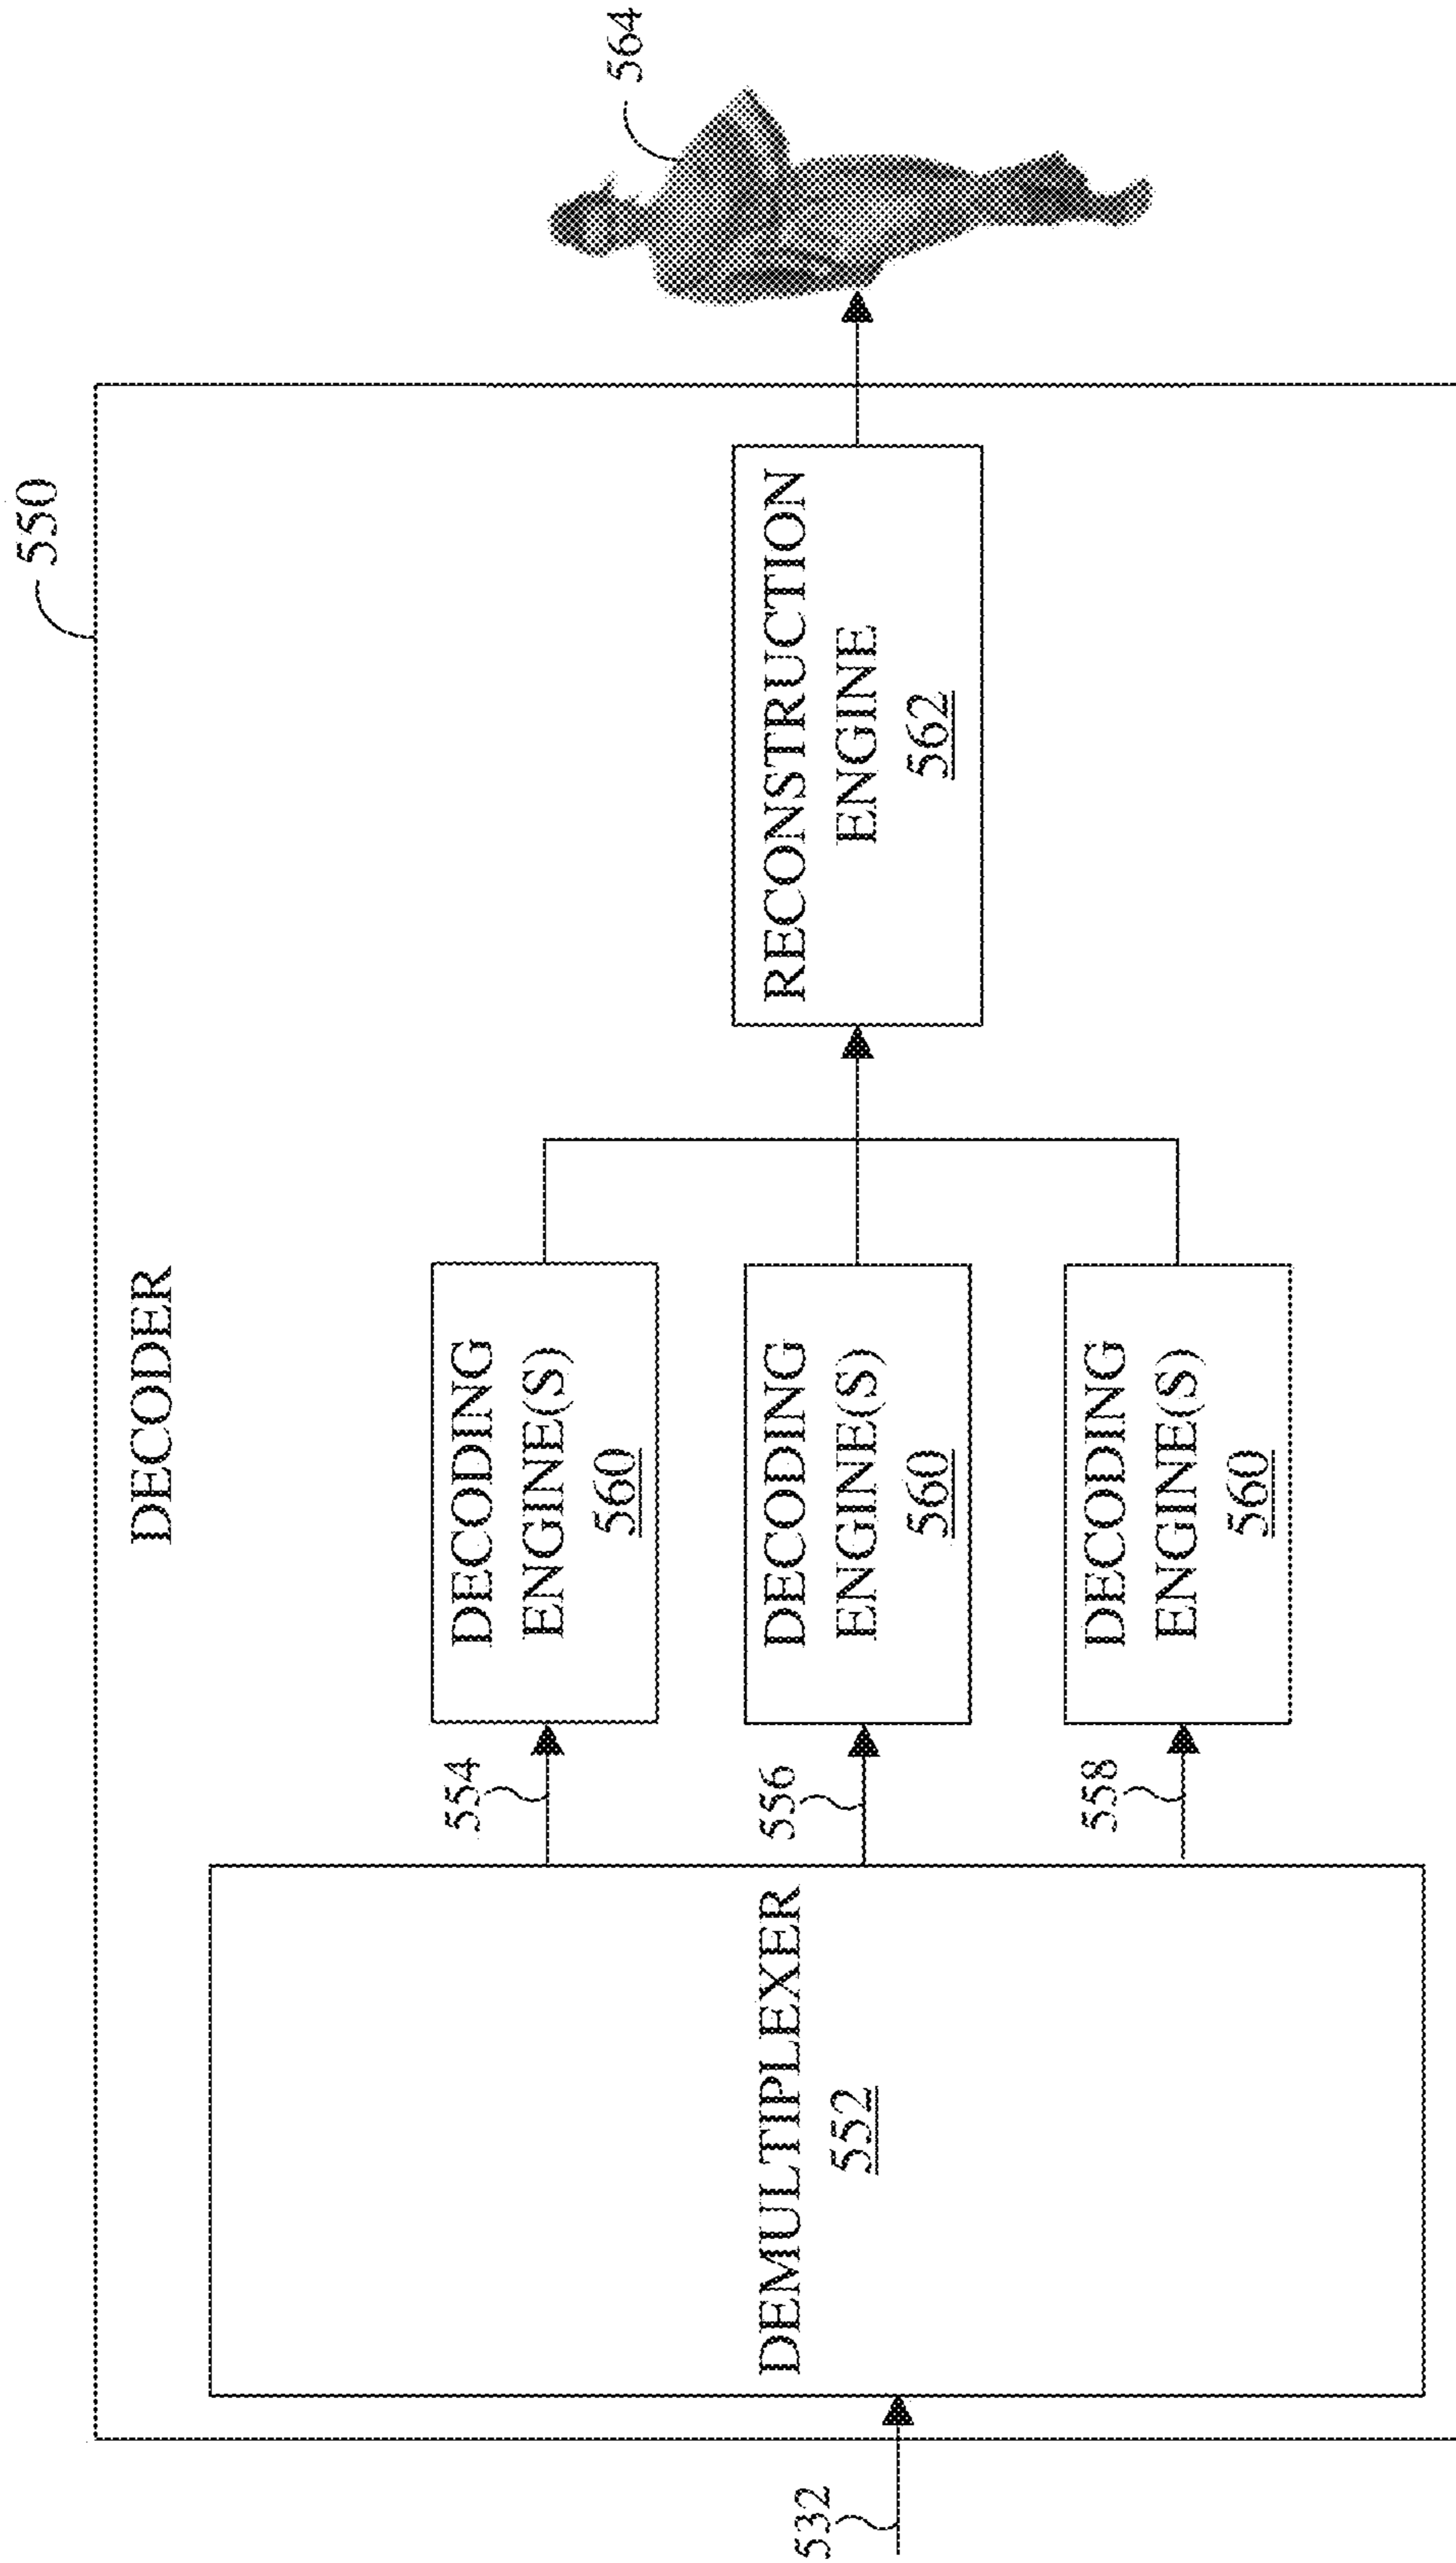 550
DECODER
532
DEMULTIPLEXER
552
554
DECODING
ENGINE(S)
560
556
DECODING
ENGINE(S)
560
558
DECODING
ENGINE(S)
560
RECONSTRUCTION
ENGINE
562
564